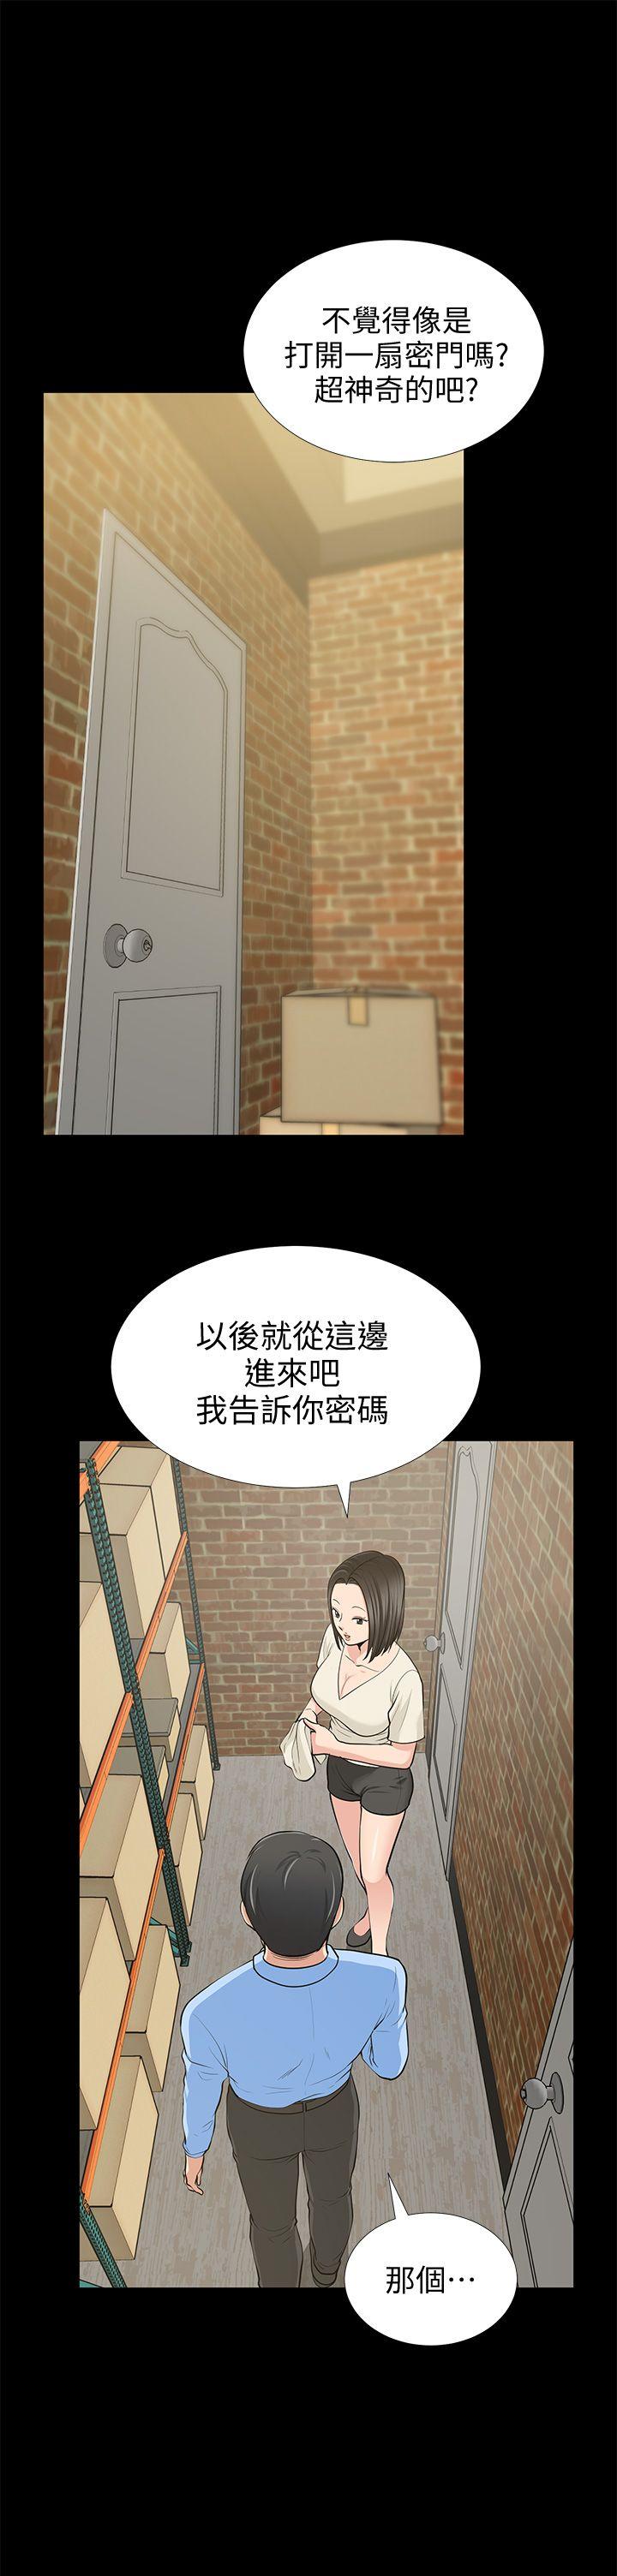 不覺得像是
打開一扇密門嗎?
超神奇的吧?
以後就從這邊
進來吧
我告訴你密碼
那個…